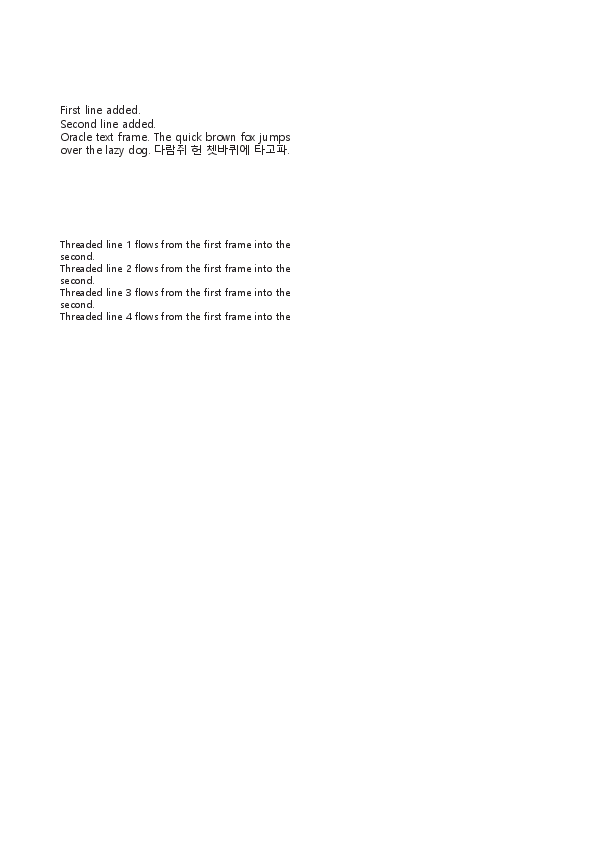 First line added.
Second line added.
Oracle text frame. The quick brown fox jumps
over the lazy dog. 다람쥐 헌 쳇바퀴에 타고파.
Threaded line 1 flows from the first frame into the
second.
Threaded line 2 flows from the first frame into the
second.
Threaded line 3 flows from the first frame into the
second.
Threaded line 4 flows from the first frame into the